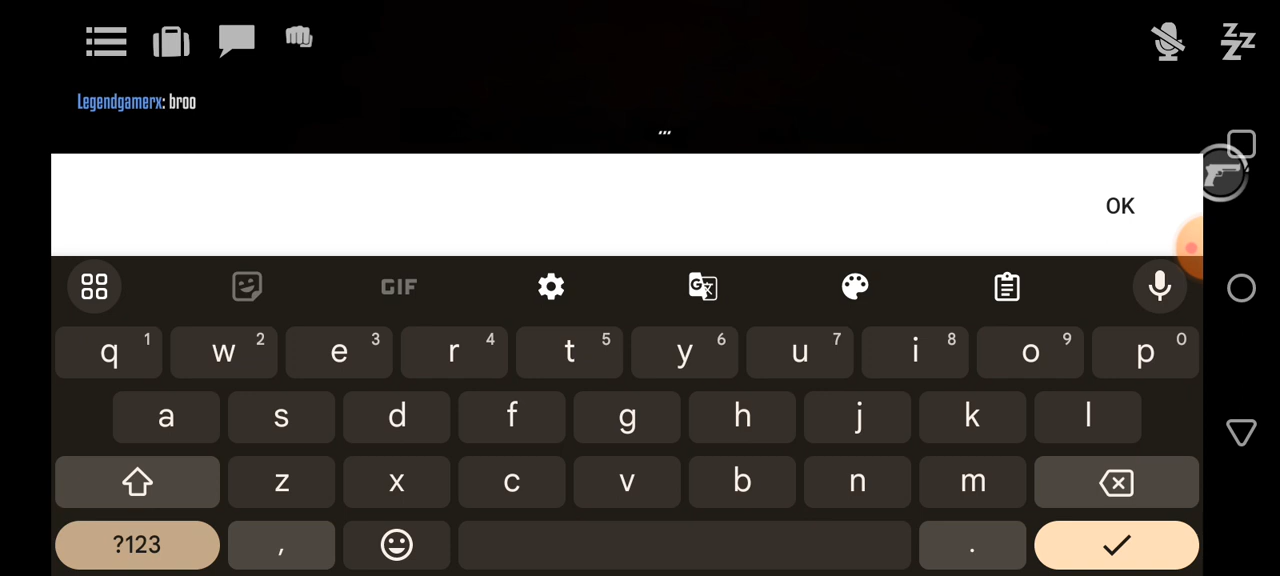 Legendgamerx: broo
...
OK
GIF
q 1 w 2 e 3 r 4 t 5 y 6 u 7 i 8 o 9 p 0
a s d f g h j k l
z x c v b n m
?123 , .